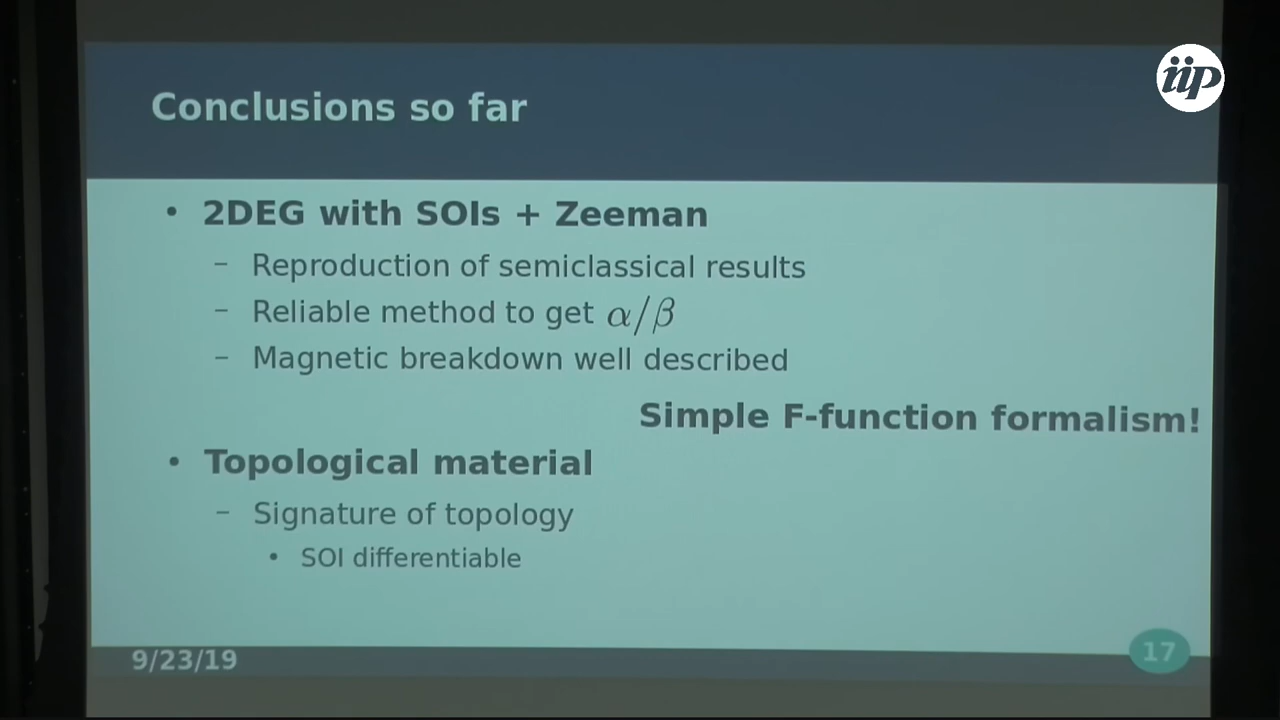 iip
Conclusions so far
• 2DEG with SOIs + Zeeman
– Reproduction of semiclassical results
– Reliable method to get α/β
– Magnetic breakdown well described
Simple F-function formalism!
• Topological material
– Signature of topology
• SOI differentiable
9/23/19
17